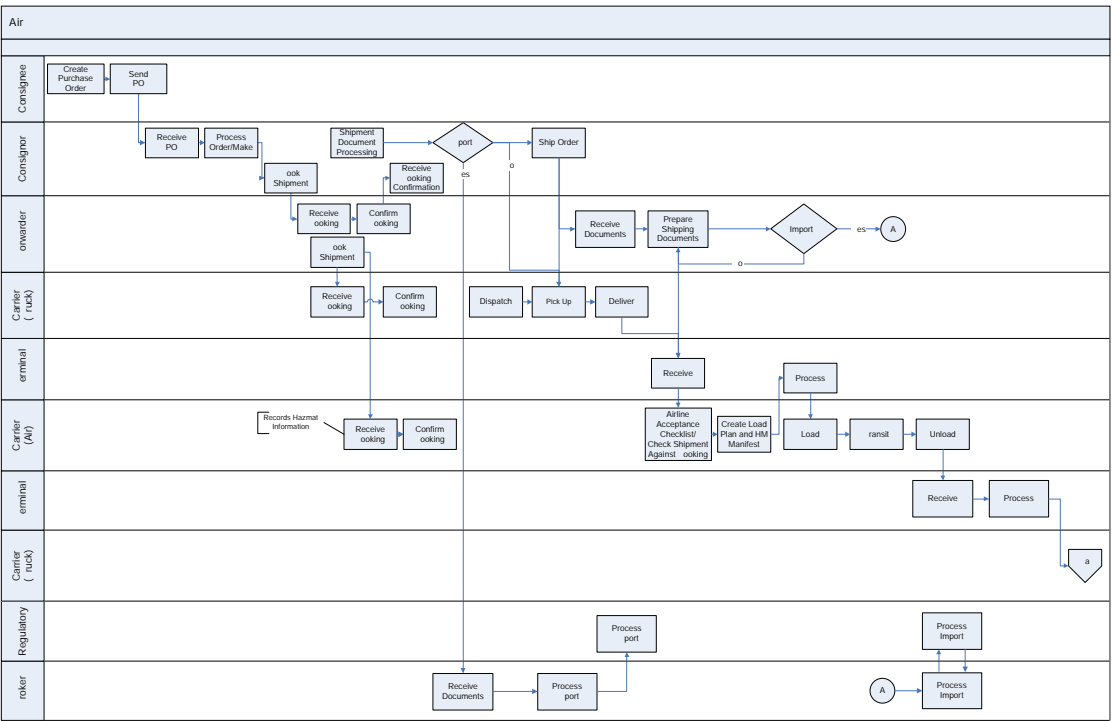 Air
Consignee
Create
Purchase
Order
Send
PO
Consignor
Receive
PO
Process
Order/Make
ook
Shipment
Shipment
Document
Processing
port
es
o
Receive
ooking
Confirmation
Ship Order
orwarder
Receive
ooking
Confirm
ooking
ook
Shipment
Receive
Documents
Prepare
Shipping
Documents
Import
es
A
o
Carrier
( ruck)
Receive
ooking
Confirm
ooking
Dispatch
Pick Up
Deliver
erminal
Receive
Process
Carrier
(Air)
Records Hazmat
Information
Receive
ooking
Confirm
ooking
Airline
Acceptance
Checklist/
Check Shipment
Against ooking
Create Load
Plan and HM
Manifest
Load
ransit
Unload
erminal
Receive
Process
Carrier
( ruck)
a
Regulatory
Process
port
Process
Import
roker
Receive
Documents
Process
port
A
Process
Import